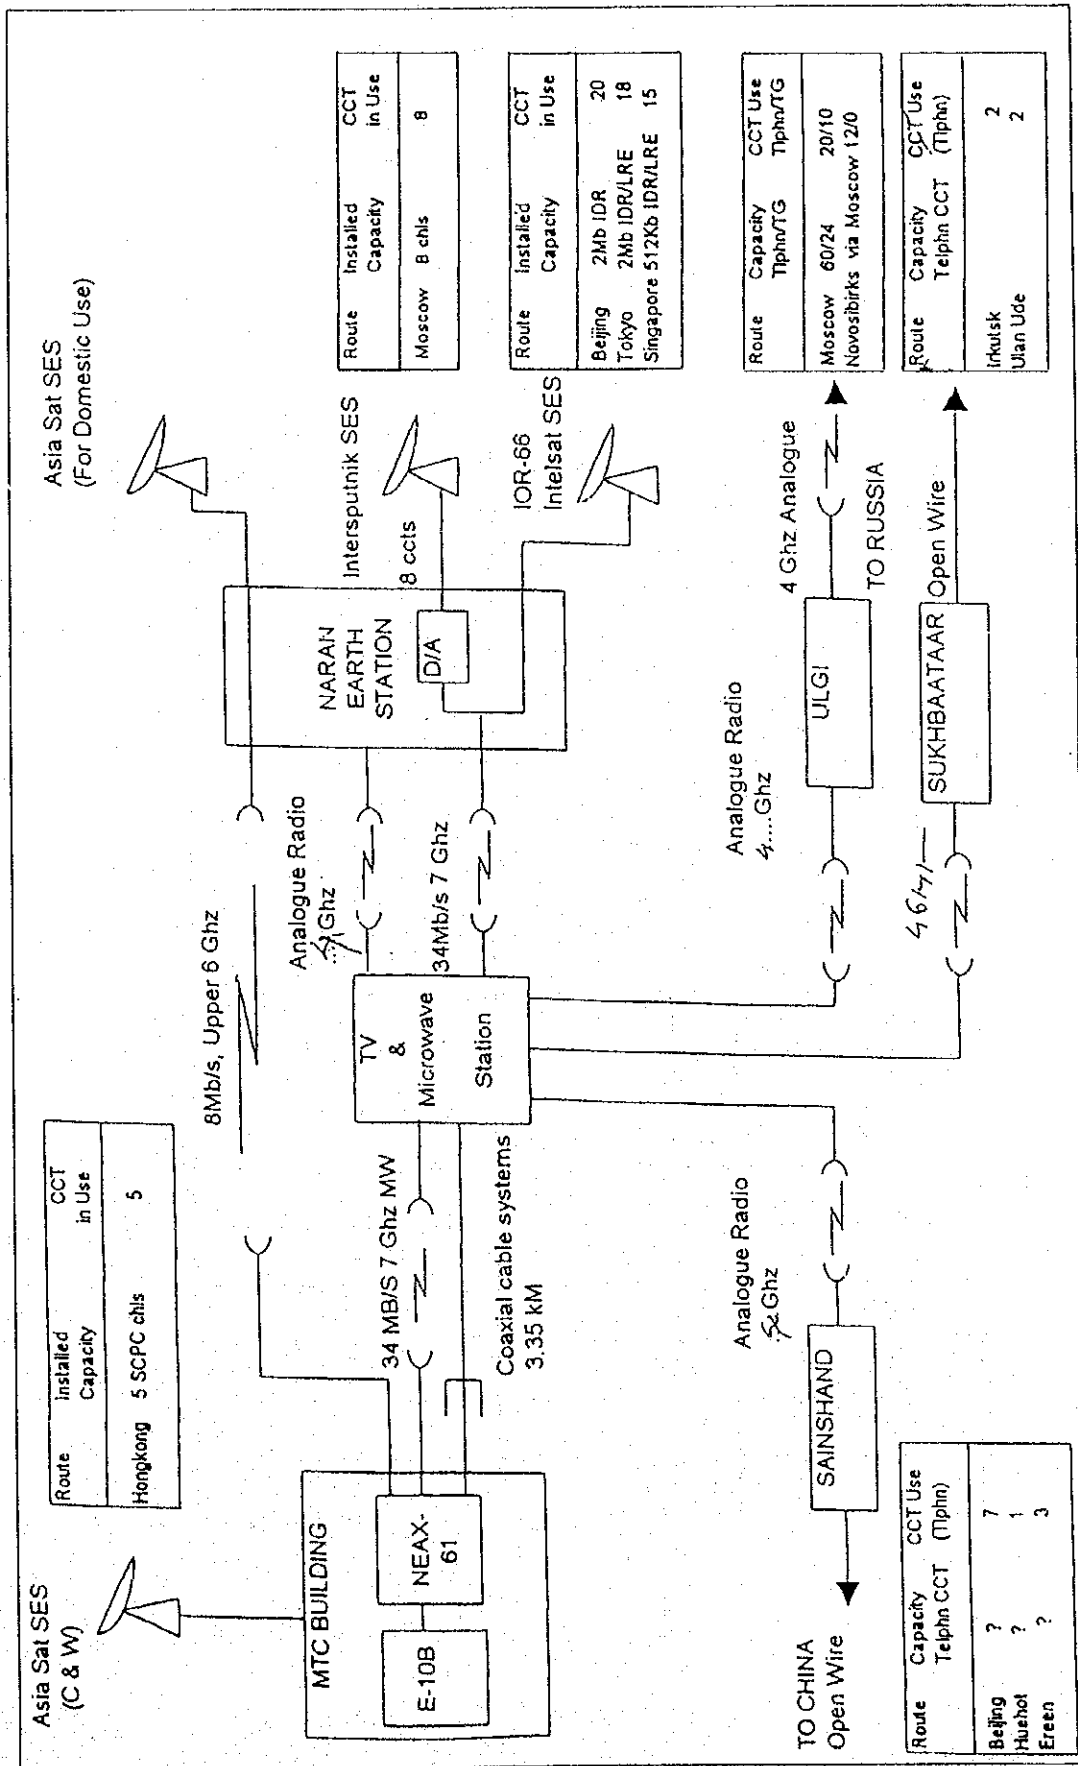 Asia Sat SES
(C & W)
Route Installed CCT
Capacity in Use
Hongkong 5 SCPC chls 5
Asia Sat SES
(For Domestic Use)
8Mb/s, Upper 6 Ghz
Route Installed CCT
Capacity in Use
Moscow 8 chls 8
MTC BUILDING
E-10B
NEAX-
61
34 MB/S 7 Ghz MW
Coaxial cable systems
3.35 kM
TV
&
Microwave
Station
Analogue Radio
Ghz
34Mb/s 7 Ghz
NARAN
EARTH
STATION
D/A
Intersputnik SES
8 ccts
IOR-66
Intelsat SES
Route Installed CCT
Capacity in Use
Beijing 2Mb IDR 20
Tokyo 2Mb IDR/LRE 18
Singapore 512Kb IDR/LRE 15
Analogue Radio
Ghz
SAINSHAND
TO CHINA
Open Wire
Analogue Radio
4....Ghz
ULGI
4 Ghz Analogue
TO RUSSIA
Route Capacity CCT Use
Tlphn/TG Tlphn/TG
Moscow 60/24 20/10
Novosibirks via Moscow 12/0
SUKHBAATAR
Open Wire
Route Capacity CCT Use
Telphn CCT (Tlphn)
Irkutsk 2
Ulan Ude 2
Route Capacity CCT Use
Telphn CCT (Tlphn)
Beijing ? 7
Huehot ? 1
Ereen ? 3